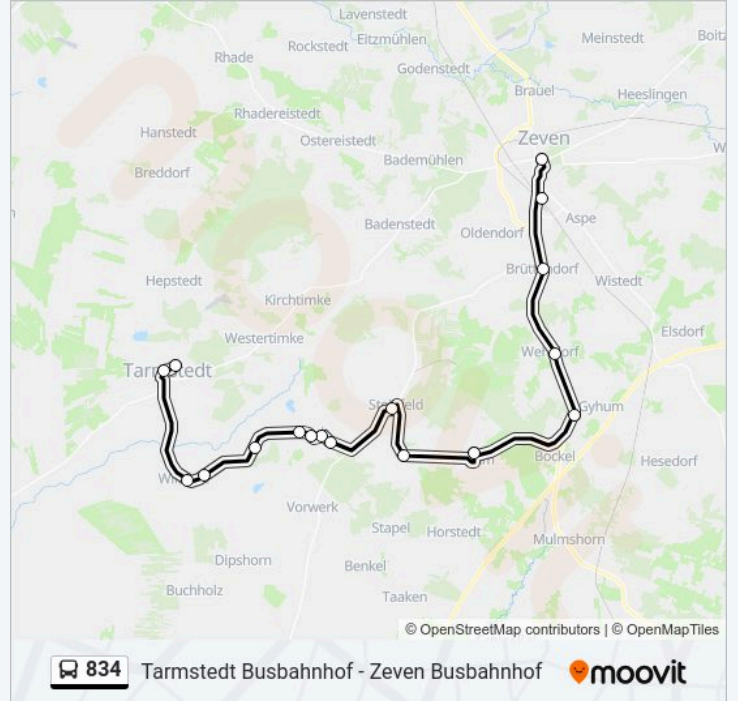 Lavenstedt
Eitzmühlen
Rockstedt
Meinstedt
Rhade
Godenstedt
Brauel
Heeslingen
Rhadereistedt
Hanstedt
Ostereistedt
Zeven
Bademühlen
Breddorf
Badenstedt
Aspe
Oldendorf
Hepstedt
Wistedt
Kirchtimke
Westertimke
Elsdorf
Tarmstedt
Gyhum
Bockel
Hesedorf
Vorwerk
Stapel
Horstedt
Mulmshorn
Dipshorn
Benkel
Buchholz
Taaken
© OpenStreetMap contributors | © OpenMapTiles
834 Tarmstedt Busbahnhof - Zeven Busbahnhof moovit